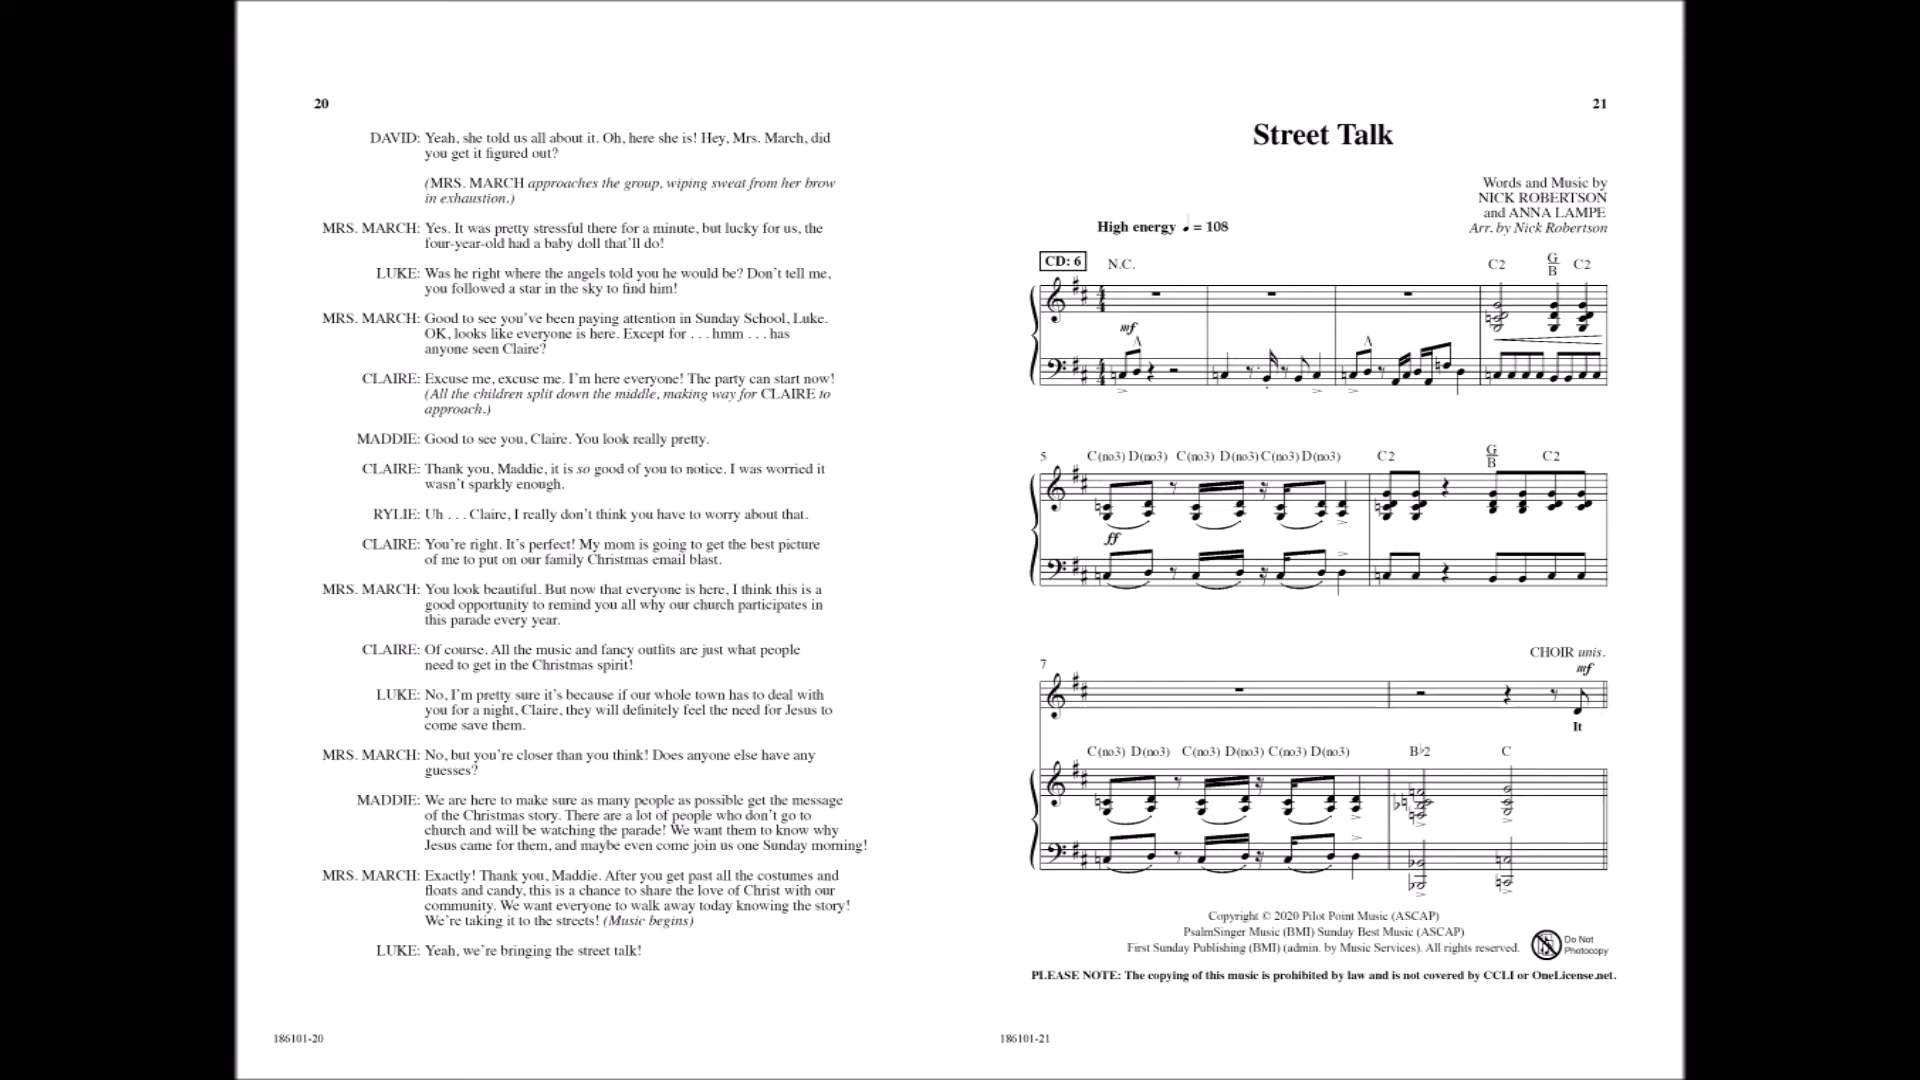 20
DAVID: Yeah, she told us all about it. Oh, here she is! Hey, Mrs. March, did
you get it figured out?
(MRS. MARCH approaches the group, wiping sweat from her brow
in exhaustion.)
MRS. MARCH: Yes. It was pretty stressful there for a minute, but lucky for us, the
four-year-old had a baby doll that'll do!
LUKE: Was he right where the angels told you he would be? Don't tell me,
you followed a star in the sky to find him!
MRS. MARCH: Good to see you've been paying attention in Sunday School, Luke.
OK, looks like everyone is here. Except for . . . hmm . . . has
anyone seen Claire?
CLAIRE: Excuse me, excuse me. I'm here everyone! The party can start now!
(All the children split down the middle, making way for CLAIRE to
approach.)
MADDIE: Good to see you, Claire. You look really pretty.
CLAIRE: Thank you, Maddie, it is so good of you to notice. I was worried it
wasn't sparkly enough.
RYLIE: Uh . . . Claire, I really don't think you have to worry about that.
CLAIRE: You're right. It's perfect! My mom is going to get the best picture
of me to put on our family Christmas email blast.
MRS. MARCH: You look beautiful. But now that everyone is here, I think this is a
good opportunity to remind you all why our church participates in
this parade every year.
CLAIRE: Of course. All the music and fancy outfits are just what people
need to get in the Christmas spirit!
LUKE: No, I'm pretty sure it's because if our whole town has to deal with
you for a night, Claire, they will definitely feel the need for Jesus to
come save them.
MRS. MARCH: No, but you're closer than you think! Does anyone else have any
guesses?
MADDIE: We are here to make sure as many people as possible get the message
of the Christmas story. There are a lot of people who don't go to
church and will be watching the parade! We want them to know why
Jesus came for them, and maybe even come join us one Sunday morning!
MRS. MARCH: Exactly! Thank you, Maddie. After you get past all the costumes and
floats and candy, this is a chance to share the love of Christ with our
community. We want everyone to walk away today knowing the story!
We're taking it to the streets! (Music begins)
LUKE: Yeah, we're bringing the street talk!
186101-20
21
Street Talk
Words and Music by
NICK ROBERTSON
and ANNA LAMPE
Arr. by Nick Robertson
High energy ♩ = 108
CD: 6 N.C. C2 G/B C2
mf
5 C(no3) D(no3) C(no3) D(no3) C(no3) D(no3) C2 G/B C2
ff
CHOIR unis.
7 mf
It
C(no3) D(no3) C(no3) D(no3) C(no3) D(no3) B♭2 C
Copyright © 2020 Pilot Point Music (ASCAP)
PsalmSinger Music (BMI) Sunday Best Music (ASCAP)
First Sunday Publishing (BMI) (admin. by Music Services). All rights reserved.
Do Not
Photocopy
PLEASE NOTE: The copying of this music is prohibited by law and is not covered by CCLI or OneLicense.net.
186101-21